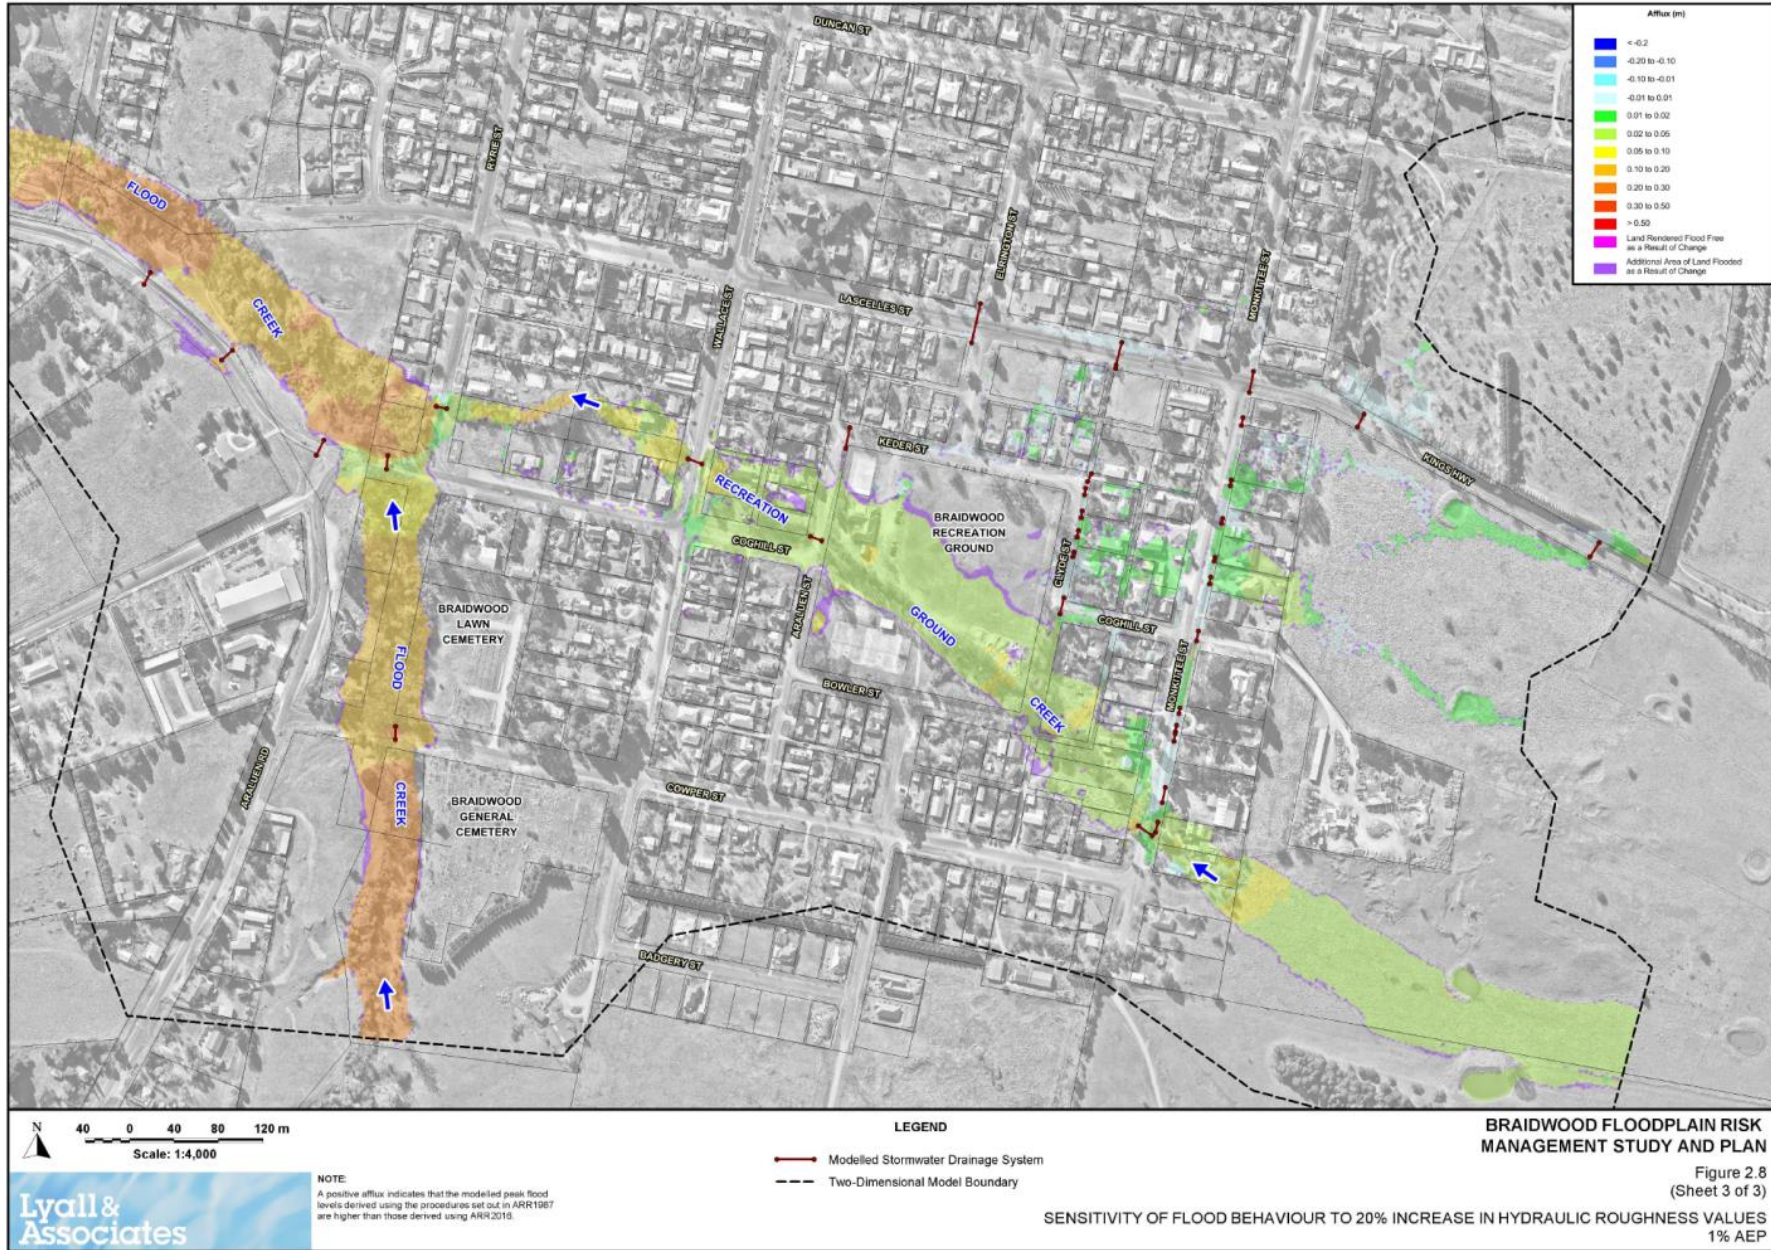 DUNCAN ST
RYRIE ST
ELRINGTON ST
MONKITTEE ST
WALLACE ST
LASCELLES ST
FLOOD
CREEK
KEDER ST
KINGS HWY
RECREATION
COGHILL ST
BRAIDWOOD
RECREATION
GROUND
CLYDE ST
ARALUEN ST
GROUND
COGHILL ST
BRAIDWOOD
LAWN
CEMETERY
FLOOD
MONKITTEE ST
BOWLER ST
CREEK
ARALUEN RD
CREEK
COWPER ST
BRAIDWOOD
GENERAL
CEMETERY
BADGERY ST
Afflux (m)
< -0.2
-0.20 to -0.10
-0.10 to -0.01
-0.01 to 0.01
0.01 to 0.02
0.02 to 0.05
0.05 to 0.10
0.10 to 0.20
0.20 to 0.30
0.30 to 0.50
> 0.50
Land Rendered Flood Free
as a Result of Change
Additional Area of Land Flooded
as a Result of Change
N
40 0 40 80 120 m
Scale: 1:4,000
Lyall &
Associates
NOTE:
A positive afflux indicates that the modelled peak flood
levels derived using the procedures set out in ARR1987
are higher than those derived using ARR2016.
LEGEND
Modelled Stormwater Drainage System
Two-Dimensional Model Boundary
BRAIDWOOD FLOODPLAIN RISK
MANAGEMENT STUDY AND PLAN
Figure 2.8
(Sheet 3 of 3)
SENSITIVITY OF FLOOD BEHAVIOUR TO 20% INCREASE IN HYDRAULIC ROUGHNESS VALUES
1% AEP